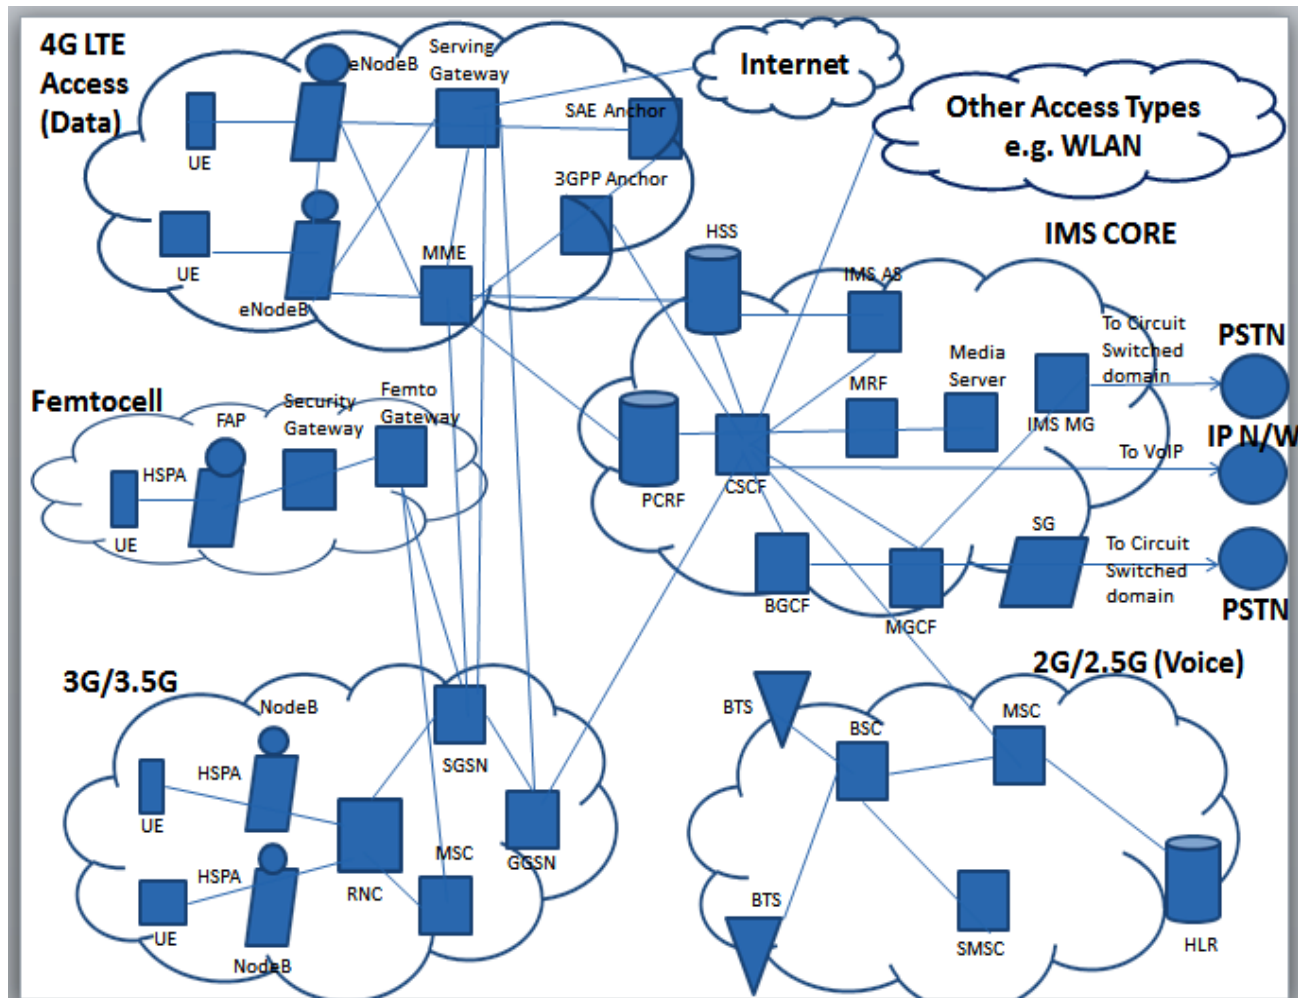 4G LTE
Access
(Data)
eNodeB
Serving
Gateway
Internet
SAE Anchor
Other Access Types
e.g. WLAN
UE
3GPP Anchor
UE
MME
eNodeB
HSS
IMS CORE
IMS AS
To Circuit
Switched
domain
PSTN
Media
Server
MRF
IMS MG
IP N/W
To VoIP
PCRF
CSCF
SG
To Circuit
Switched
domain
BGCF
MGCF
PSTN
Femtocell
FAP
Security
Gateway
Femto
Gateway
HSPA
UE
3G/3.5G
NodeB
HSPA
UE
SGSN
MSC
GGSN
HSPA
RNC
UE
NodeB
2G/2.5G (Voice)
BTS
BSC
MSC
BTS
SMSC
HLR